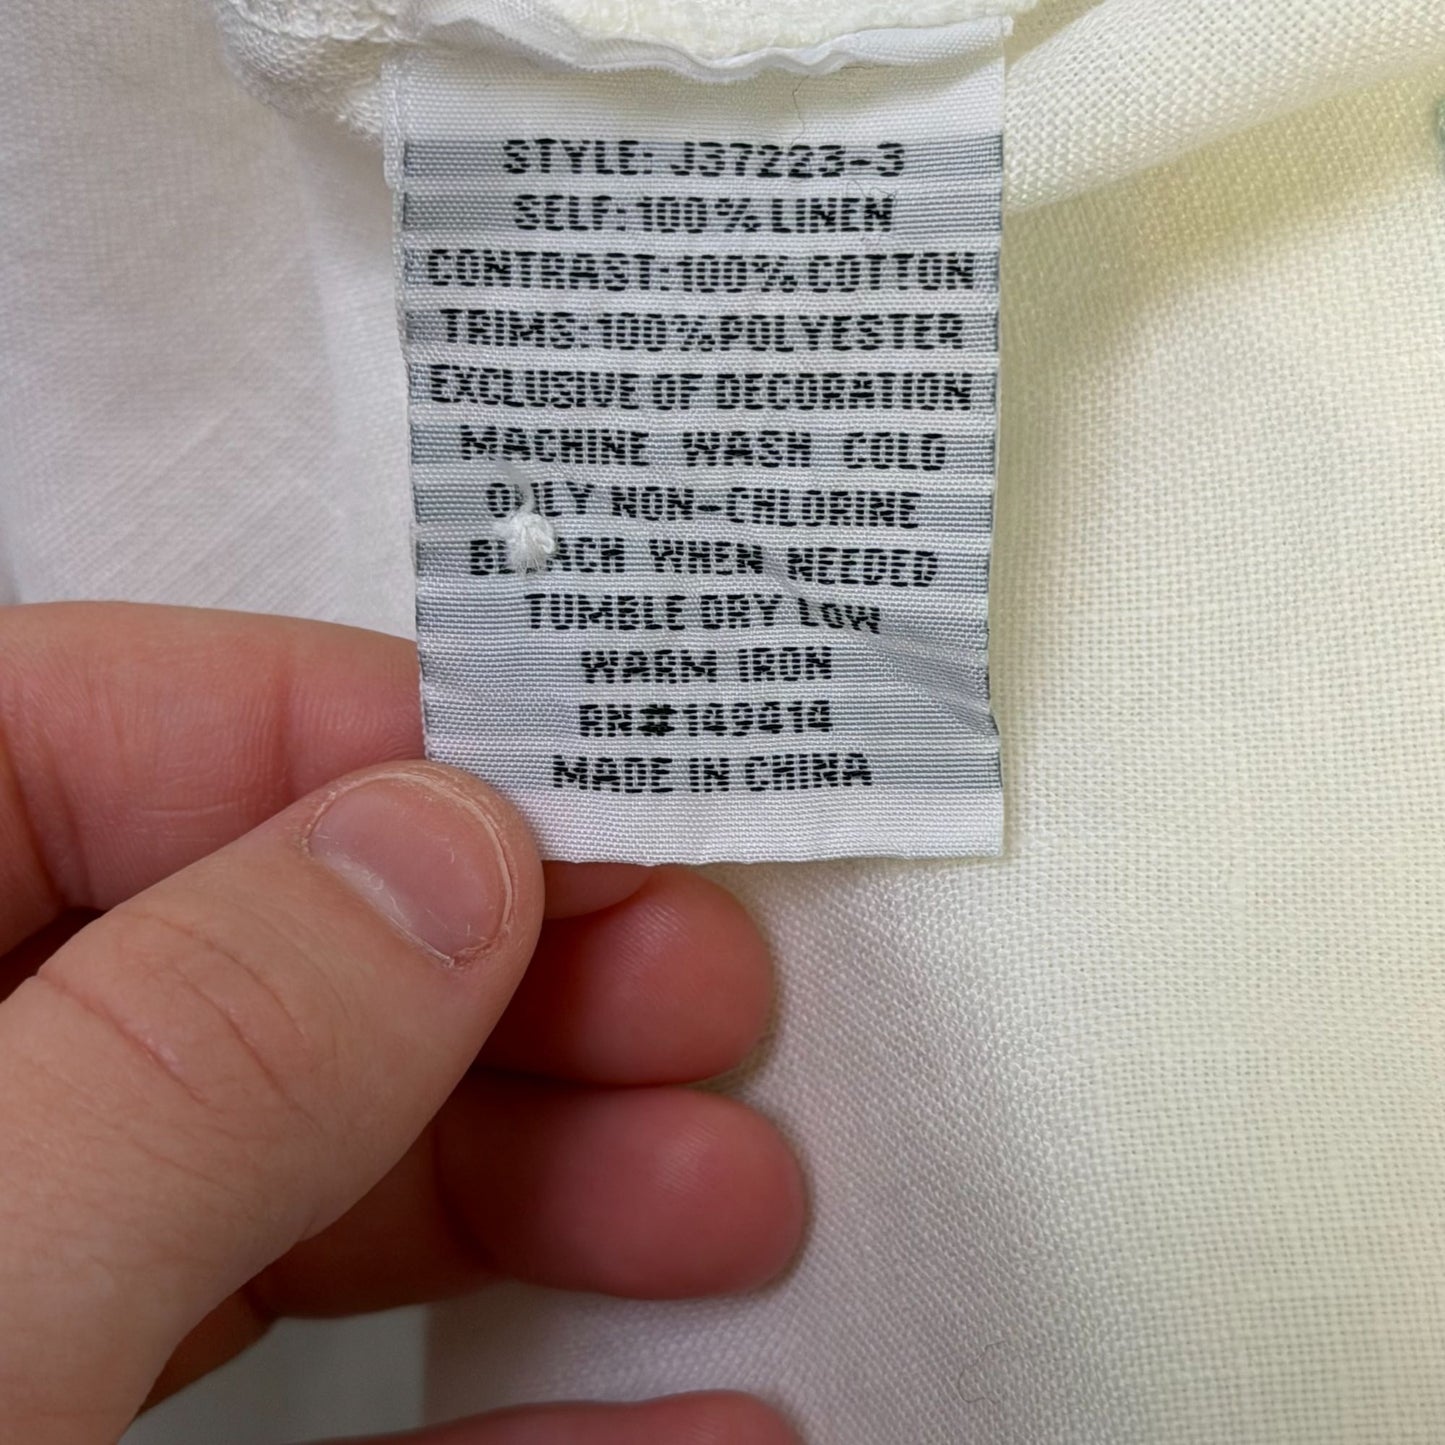 STYLE: J37223-3
SELF: 100% LINEN
CONTRAST: 100% COTTON
TRIMS: 100% POLYESTER
EXCLUSIVE OF DECORATION
MACHINE WASH COLD
ONLY NON-CHLORINE
BLEACH WHEN NEEDED
TUMBLE DRY LOW
WARM IRON
RN#149414
MADE IN CHINA